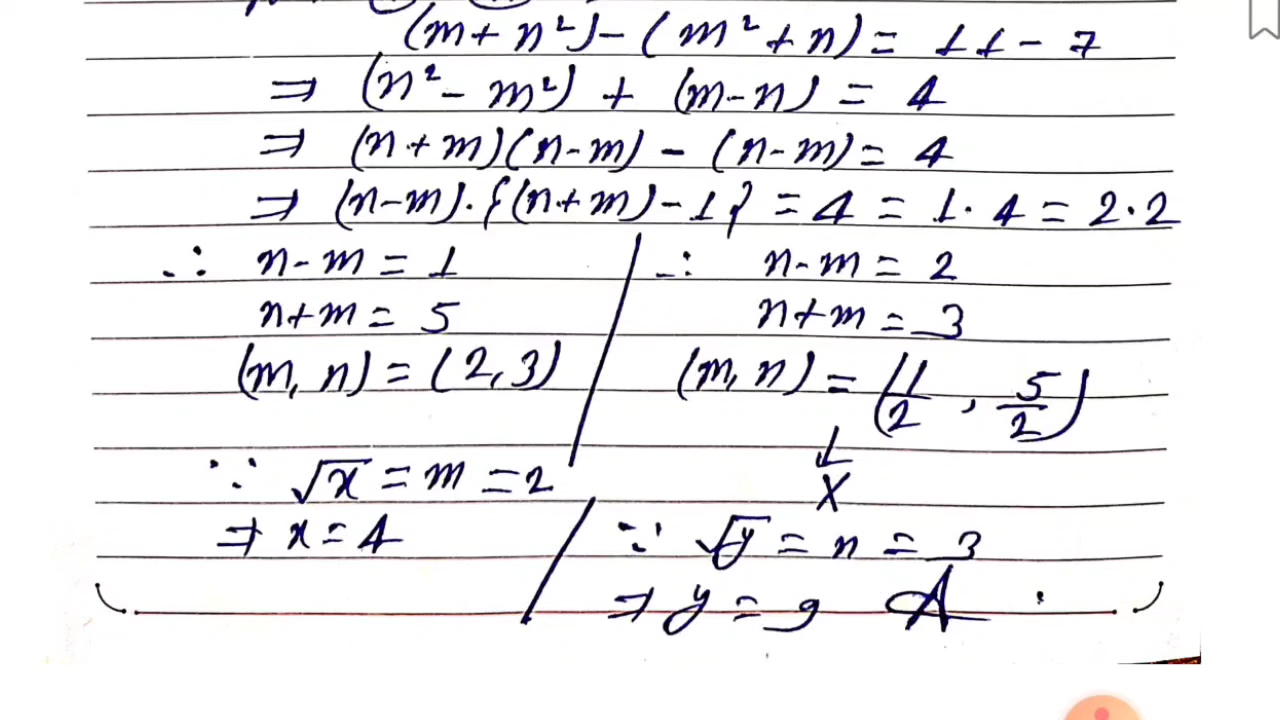 (m + n²) - (m² + n) = 11 - 7
⇒ (n² - m²) + (m - n) = 4
⇒ (n + m)(n - m) - (n - m) = 4
⇒ (n - m) · {(n + m) - 1} = 4 = 1 · 4 = 2 · 2
∴ n - m = 1
n + m = 5
(m, n) = (2, 3)
∵ √x = m = 2
⇒ x = 4
∴ n - m = 2
n + m = 3
(m, n) = (1/2, 5/2)
↓
X
∵ √y = n = 3
⇒ y = 9 A